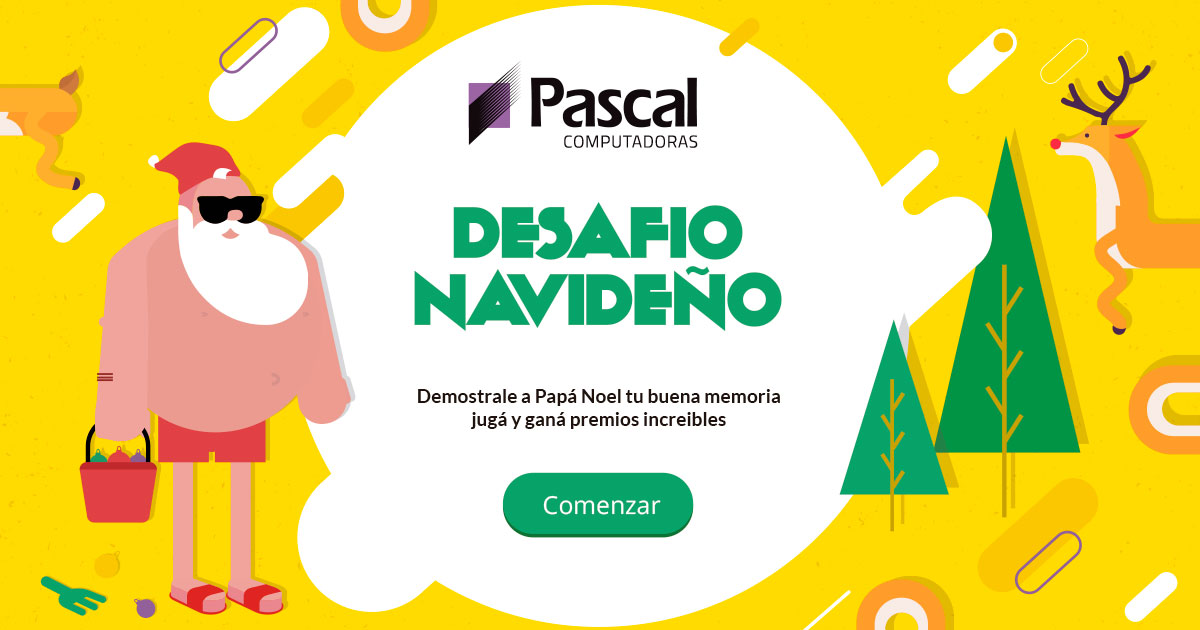 Pascal
COMPUTADORAS
DESAFIO
NAVIDEÑO
Demostrale a Papá Noel tu buena memoria
jugá y ganá premios increibles
Comenzar